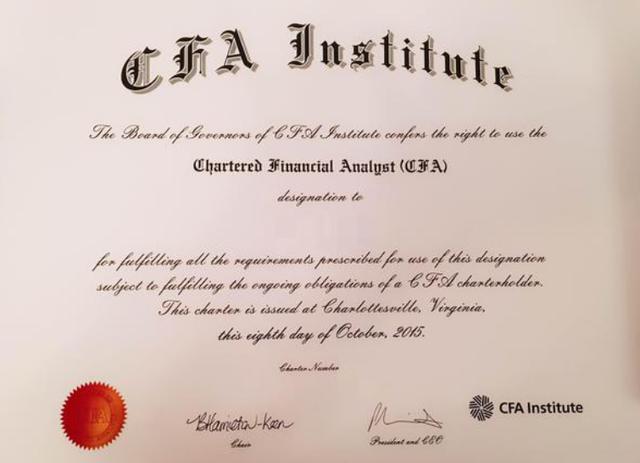 CFA Institute
The Board of Governors of CFA Institute confers the right to use the
Chartered Financial Analyst (CFA)
designation to
for fulfilling all the requirements prescribed for use of this designation
subject to fulfilling the ongoing obligations of a CFA charterholder.
This charter is issued at Charlottesville, Virginia,
this eighth day of October, 2015.
Charter Number
CFA
CFA Institute
Chair
President and CEO